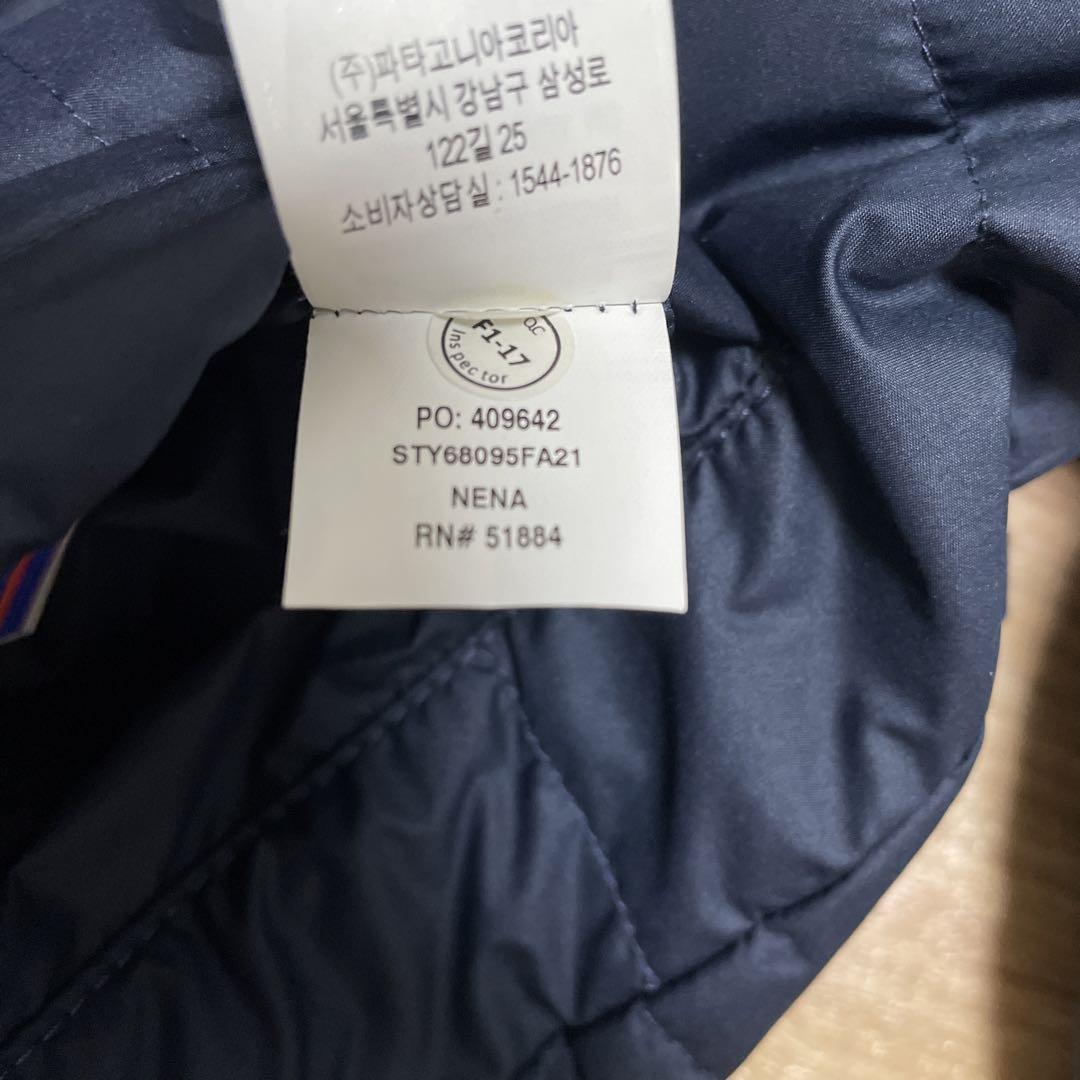 (주)파타고니아코리아
서울특별시 강남구 삼성로
122길 25
소비자상담실 : 1544-1876
QC
F1-17
Inspector
PO: 409642
STY68095FA21
NENA
RN# 51884